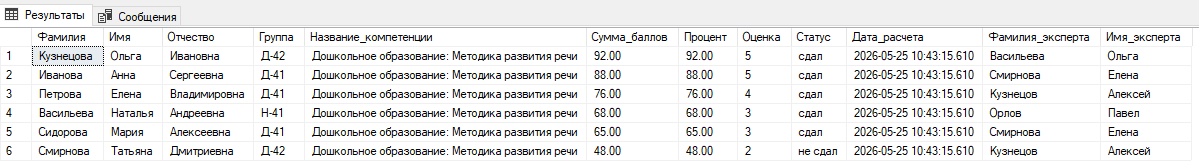 Результаты Сообщения
Фамилия Имя Отчество Группа Название_компетенции Сумма_баллов Процент Оценка Статус Дата_расчета Фамилия_эксперта Имя_эксперта
1 Кузнецова Ольга Ивановна Д-42 Дошкольное образование: Методика развития речи 92.00 92.00 5 сдал 2026-05-25 10:43:15.610 Васильева Ольга
2 Иванова Анна Сергеевна Д-41 Дошкольное образование: Методика развития речи 88.00 88.00 5 сдал 2026-05-25 10:43:15.610 Смирнова Елена
3 Петрова Елена Владимировна Д-41 Дошкольное образование: Методика развития речи 76.00 76.00 4 сдал 2026-05-25 10:43:15.610 Кузнецов Алексей
4 Васильева Наталья Андреевна Н-41 Дошкольное образование: Методика развития речи 68.00 68.00 3 сдал 2026-05-25 10:43:15.610 Орлов Павел
5 Сидорова Мария Алексеевна Д-41 Дошкольное образование: Методика развития речи 65.00 65.00 3 сдал 2026-05-25 10:43:15.610 Смирнова Елена
6 Смирнова Татьяна Дмитриевна Д-42 Дошкольное образование: Методика развития речи 48.00 48.00 2 не сдал 2026-05-25 10:43:15.610 Кузнецов Алексей